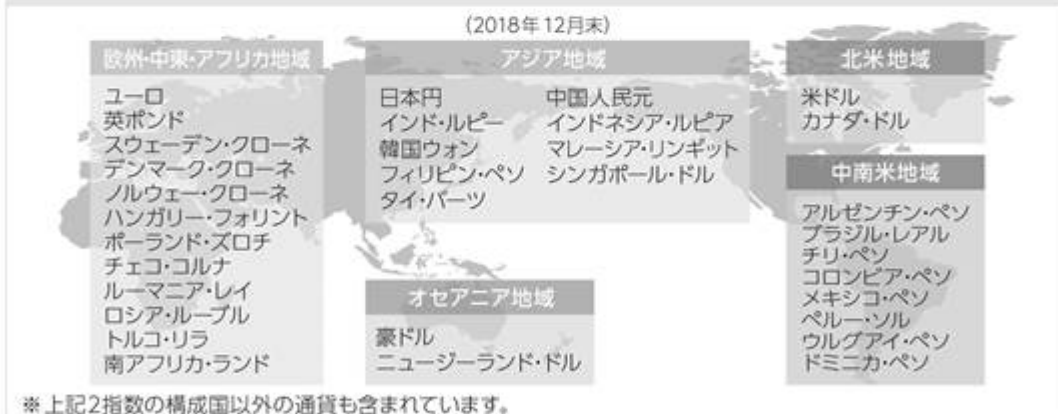 (2018年12月末)
欧州・中東・アフリカ地域
ユーロ
英ポンド
スウェーデン・クローネ
デンマーク・クローネ
ノルウェー・クローネ
ハンガリー・フォリント
ポーランド・ズロチ
チェコ・コルナ
ルーマニア・レイ
ロシア・ルーブル
トルコ・リラ
南アフリカ・ランド
アジア地域
日本円 中国人民元
インド・ルピー インドネシア・ルピア
韓国ウォン マレーシア・リンギット
フィリピン・ペソ シンガポール・ドル
タイ・バーツ
オセアニア地域
豪ドル
ニュージーランド・ドル
北米地域
米ドル
カナダ・ドル
中南米地域
アルゼンチン・ペソ
ブラジル・レアル
チリ・ペソ
コロンビア・ペソ
メキシコ・ペソ
ペルー・ソル
ウルグアイ・ペソ
ドミニカ・ペソ
※上記2指数の構成国以外の通貨も含まれています。